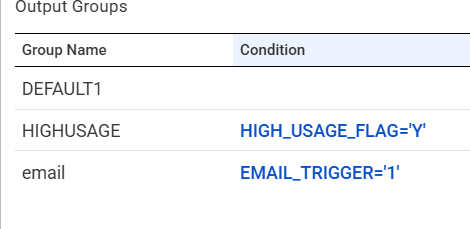 Output Groups
Group Name Condition
DEFAULT1
HIGHUSAGE HIGH_USAGE_FLAG='Y'
email EMAIL_TRIGGER='1'